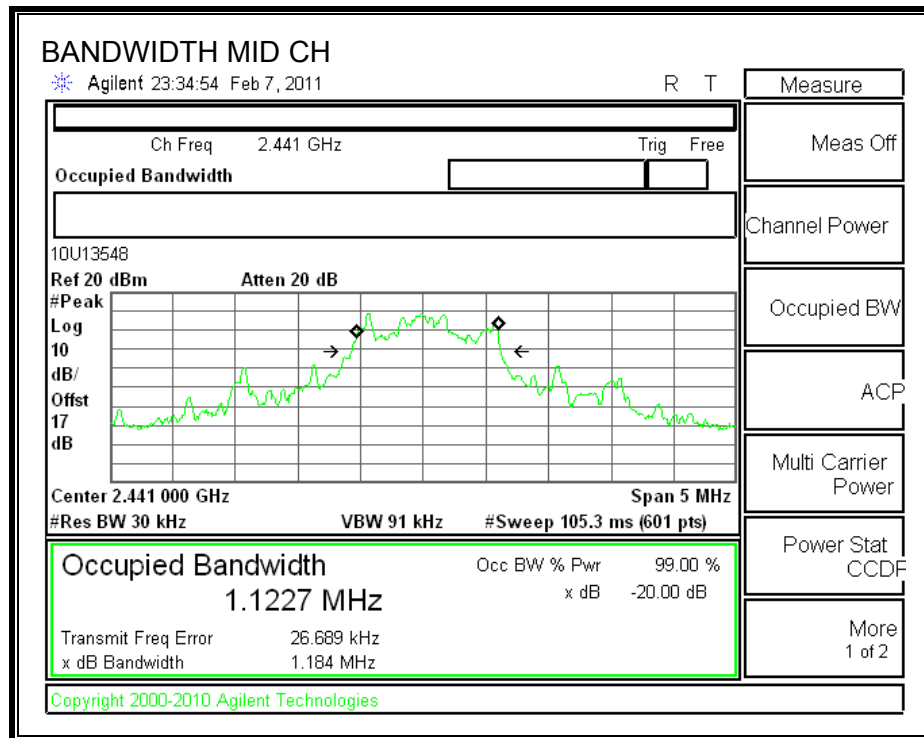 BANDWIDTH MID CH
Agilent 23:34:54 Feb 7, 2011
R T
Ch Freq 2.441 GHz
Trig Free
Occupied Bandwidth
10U13548
Ref 20 dBm
Atten 20 dB
#Peak
Log
10
dB/
Offst
17
dB
Center 2.441 000 GHz
Span 5 MHz
#Res BW 30 kHz
VBW 91 kHz
#Sweep 105.3 ms (601 pts)
Occupied Bandwidth
1.1227 MHz
Occ BW % Pwr 99.00 %
x dB -20.00 dB
Transmit Freq Error 26.689 kHz
x dB Bandwidth 1.184 MHz
Copyright 2000-2010 Agilent Technologies
Measure
Meas Off
Channel Power
Occupied BW
ACP
Multi Carrier
Power
Power Stat
CCDF
More
1 of 2